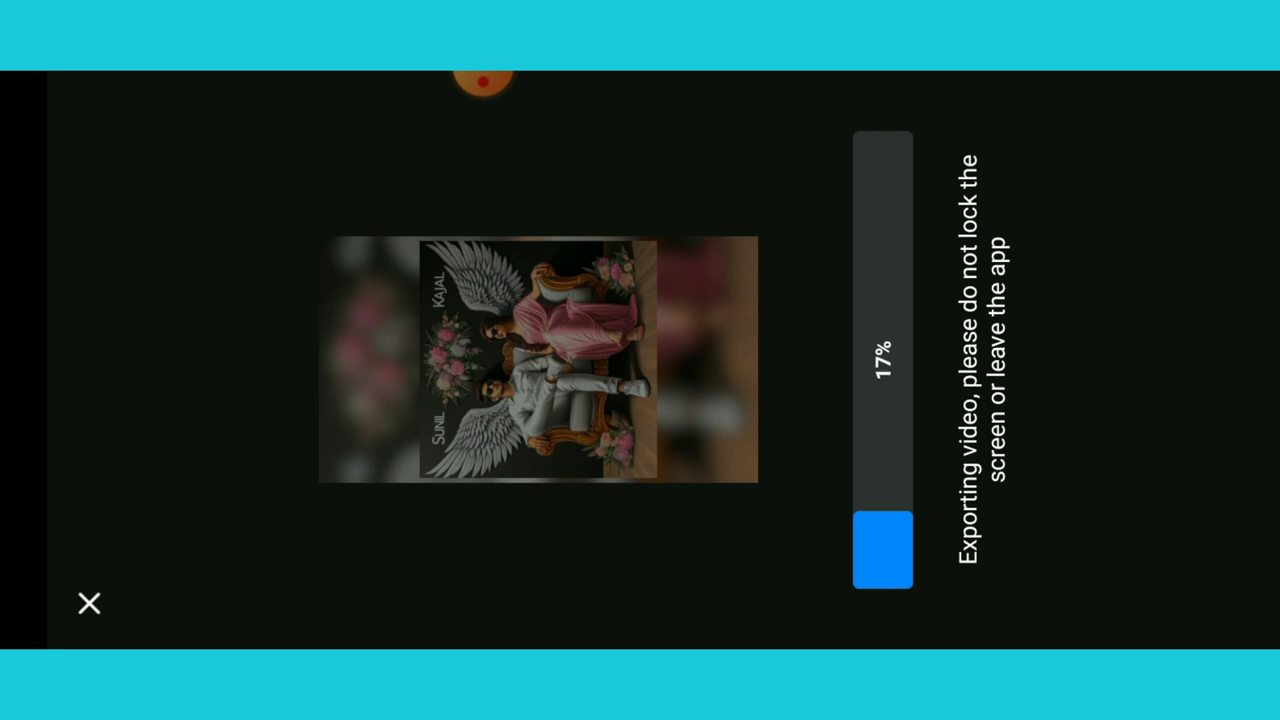 SUNIL
KAJAL
17%
Exporting video, please do not lock the
screen or leave the app